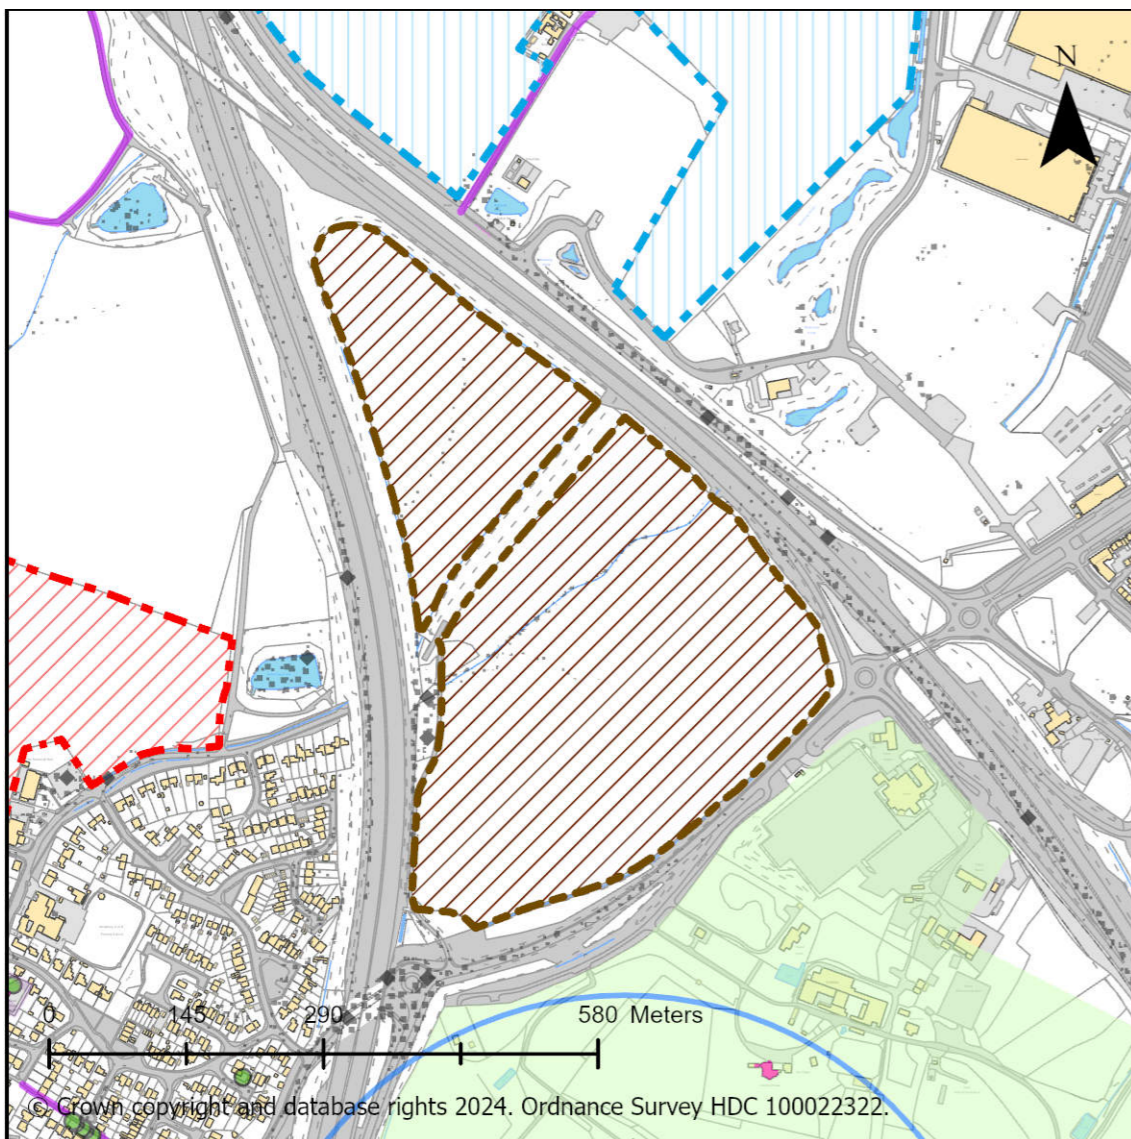 N
0 145 290 580 Meters
© Crown copyright and database rights 2024. Ordnance Survey HDC 100022322.